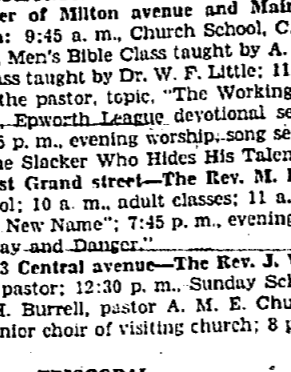 er of Milton avenue and Main
: 9:45 a. m., Church School, C.
, Men's Bible Class taught by A.
ass taught by Dr. W. F. Little; 11
the pastor, topic, "The Working
, Epworth League devotional se
5 p. m., evening worship, song se
he Slacker Who Hides His Talen
st Grand street—The Rev. M. 
ol; 10 a. m., adult classes; 11 a.
New Name"; 7:45 p. m., evening
ay and Danger."
3 Central avenue—The Rev. J. 
pastor; 12:30 p. m., Sunday Sch
H. Burrell, pastor A. M. E. Chu
nior choir of visiting church; 8 p
EPISCOPAL